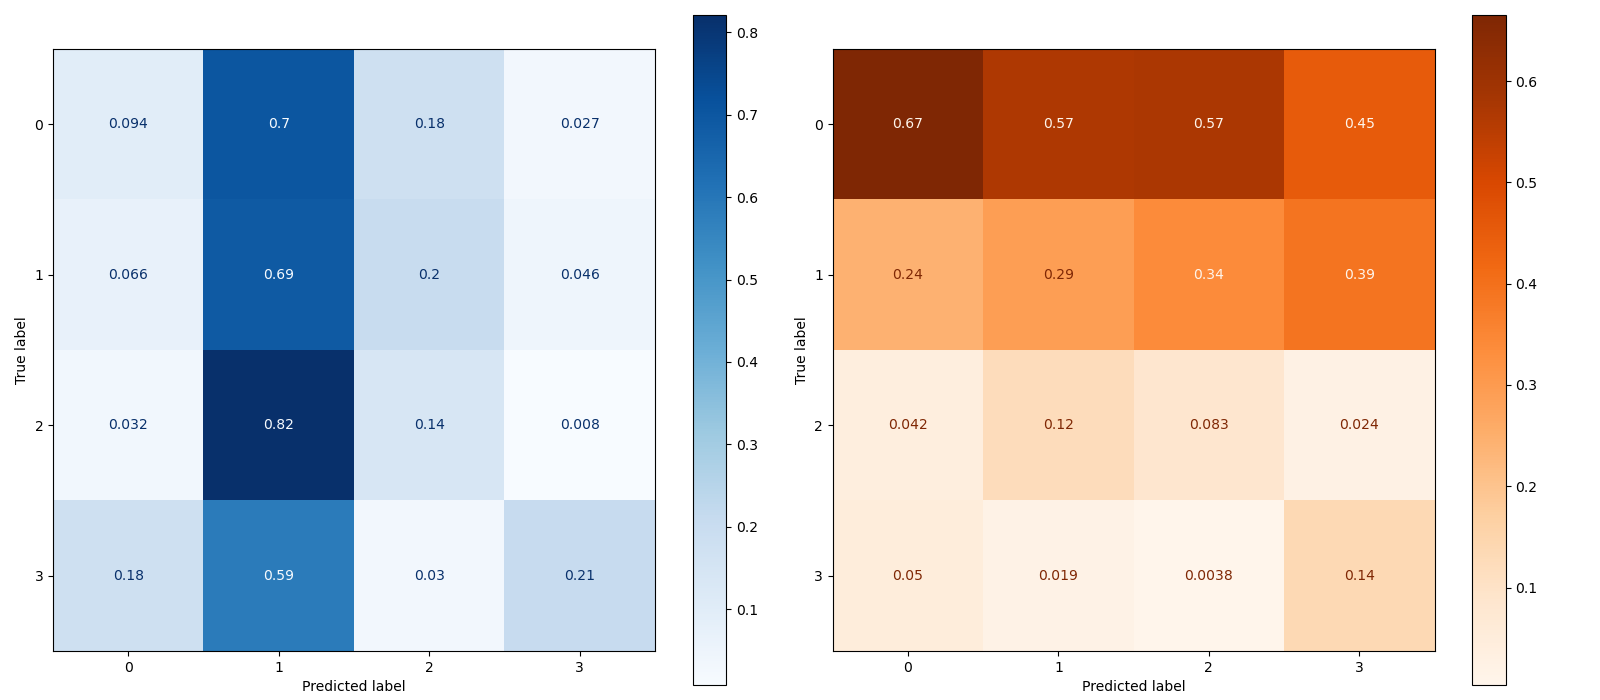 0.8
0 0.094 0.7 0.18 0.027
0.7
0.6
1 0.066 0.69 0.2 0.046
0.5
0.4
2 0.032 0.82 0.14 0.008
0.3
0.2
3 0.18 0.59 0.03 0.21
0.1
0 1 2 3
Predicted label
True label
0.6
0 0.67 0.57 0.57 0.45
0.5
1 0.24 0.29 0.34 0.39
0.4
0.3
2 0.042 0.12 0.083 0.024
0.2
3 0.05 0.019 0.0038 0.14
0.1
0 1 2 3
Predicted label
True label